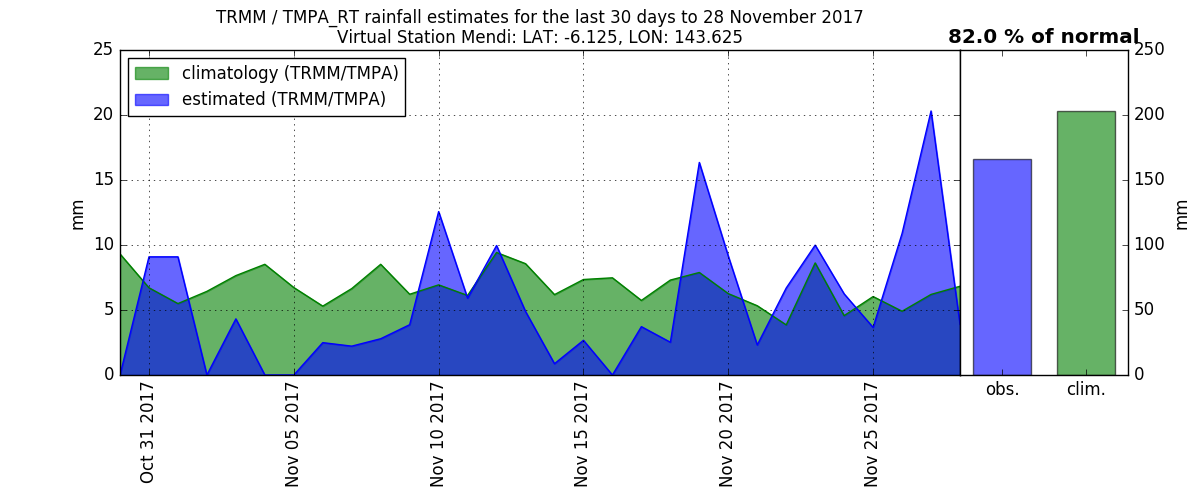 TRMM / TMPA_RT rainfall estimates for the last 30 days to 28 November 2017
Virtual Station Mendi: LAT: -6.125, LON: 143.625
82.0 % of normal
climatology (TRMM/TMPA)
estimated (TRMM/TMPA)
25
20
15
10
5
0
mm
Oct 31 2017
Nov 05 2017
Nov 10 2017
Nov 15 2017
Nov 20 2017
Nov 25 2017
obs.
clim.
250
200
150
100
50
0
mm